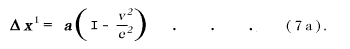 Δx¹ = a(1 − v²/c²) . . . (7a).